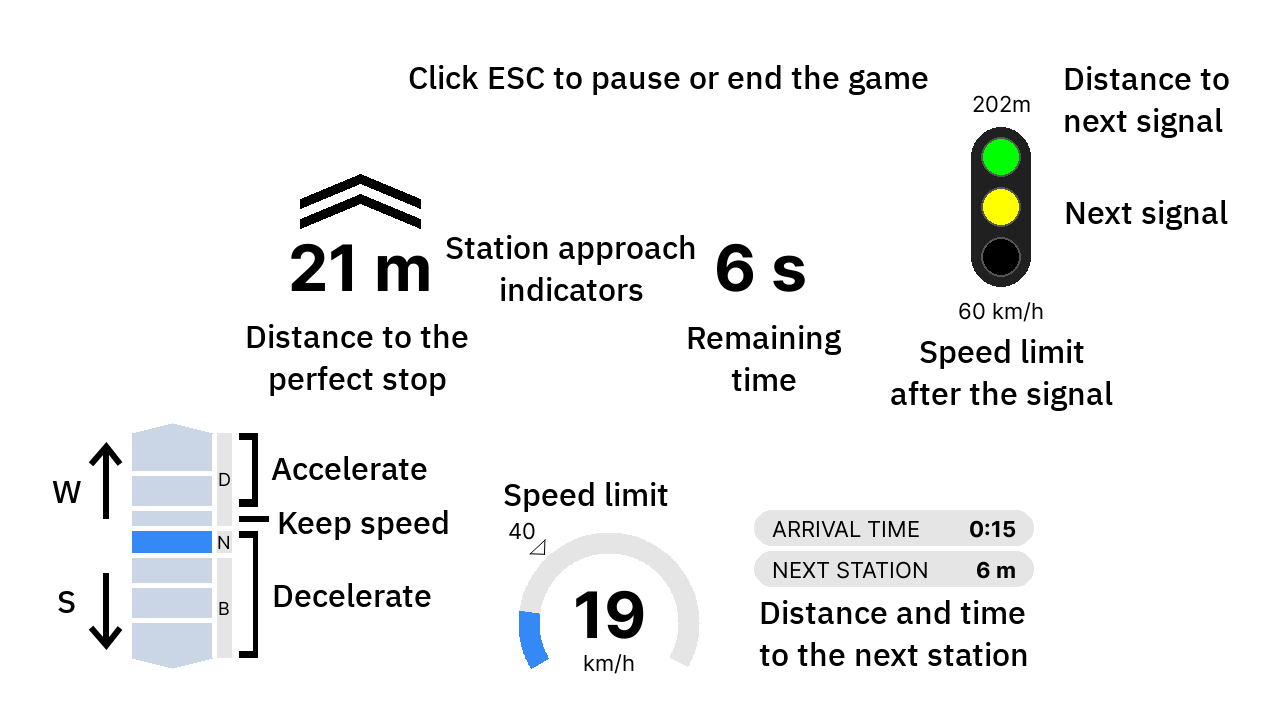 Click ESC to pause or end the game
Distance to
next signal
202m
Next signal
60 km/h
Speed limit
after the signal
21 m
Station approach
indicators
6 s
Distance to the
perfect stop
Remaining
time
W
S
D
N
B
Accelerate
Keep speed
Decelerate
Speed limit
40
19
km/h
ARRIVAL TIME 0:15
NEXT STATION 6 m
Distance and time
to the next station